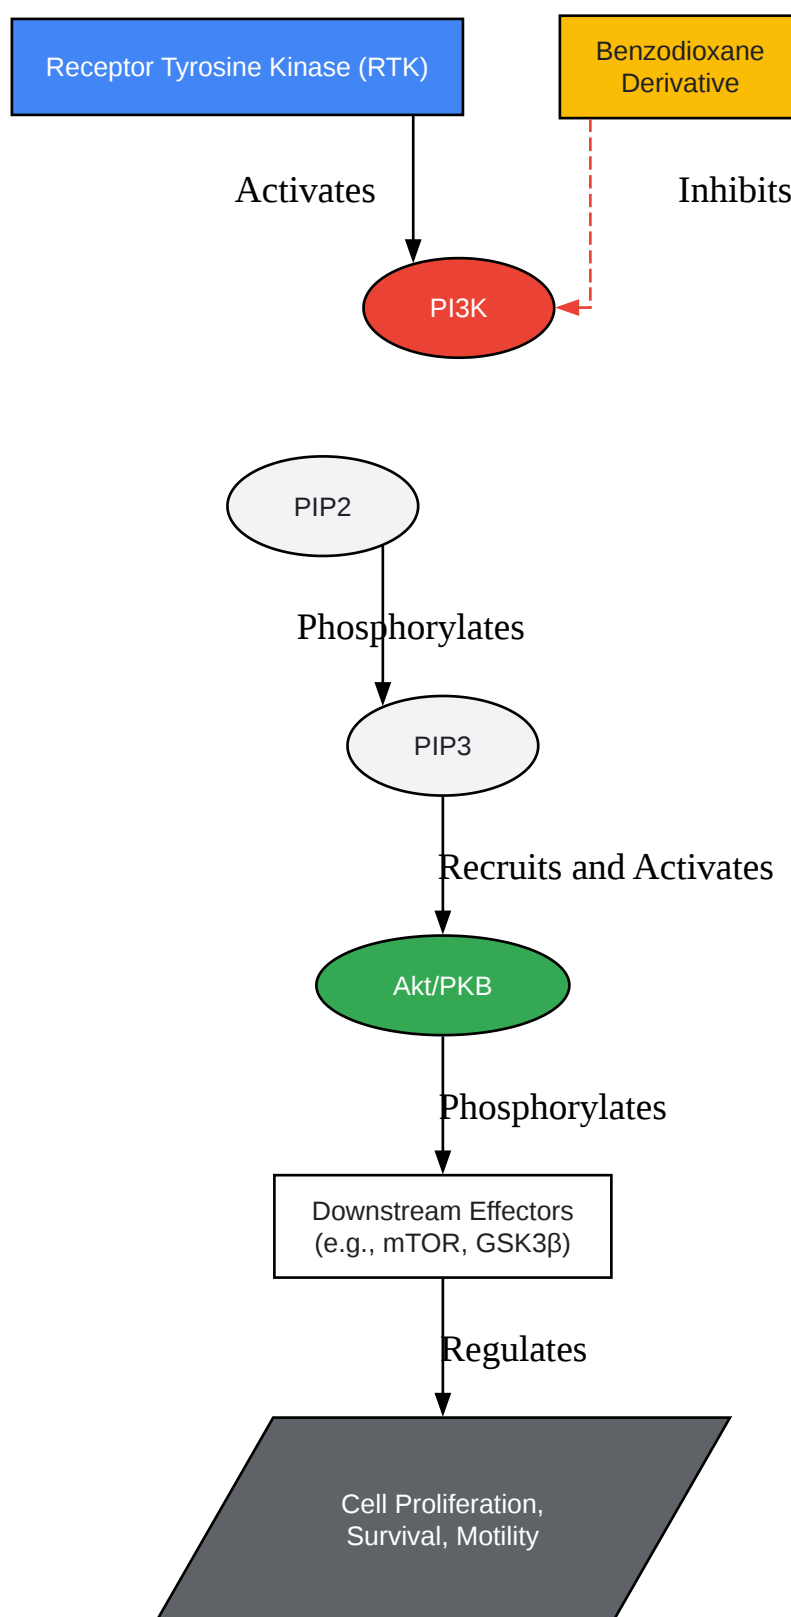 Receptor Tyrosine Kinase (RTK)
Benzodioxane
Derivative
Activates
Inhibits
PI3K
PIP2
Phosphorylates
PIP3
Recruits and Activates
Akt/PKB
Phosphorylates
Downstream Effectors
(e.g., mTOR, GSK3β)
Regulates
Cell Proliferation,
Survival, Motility